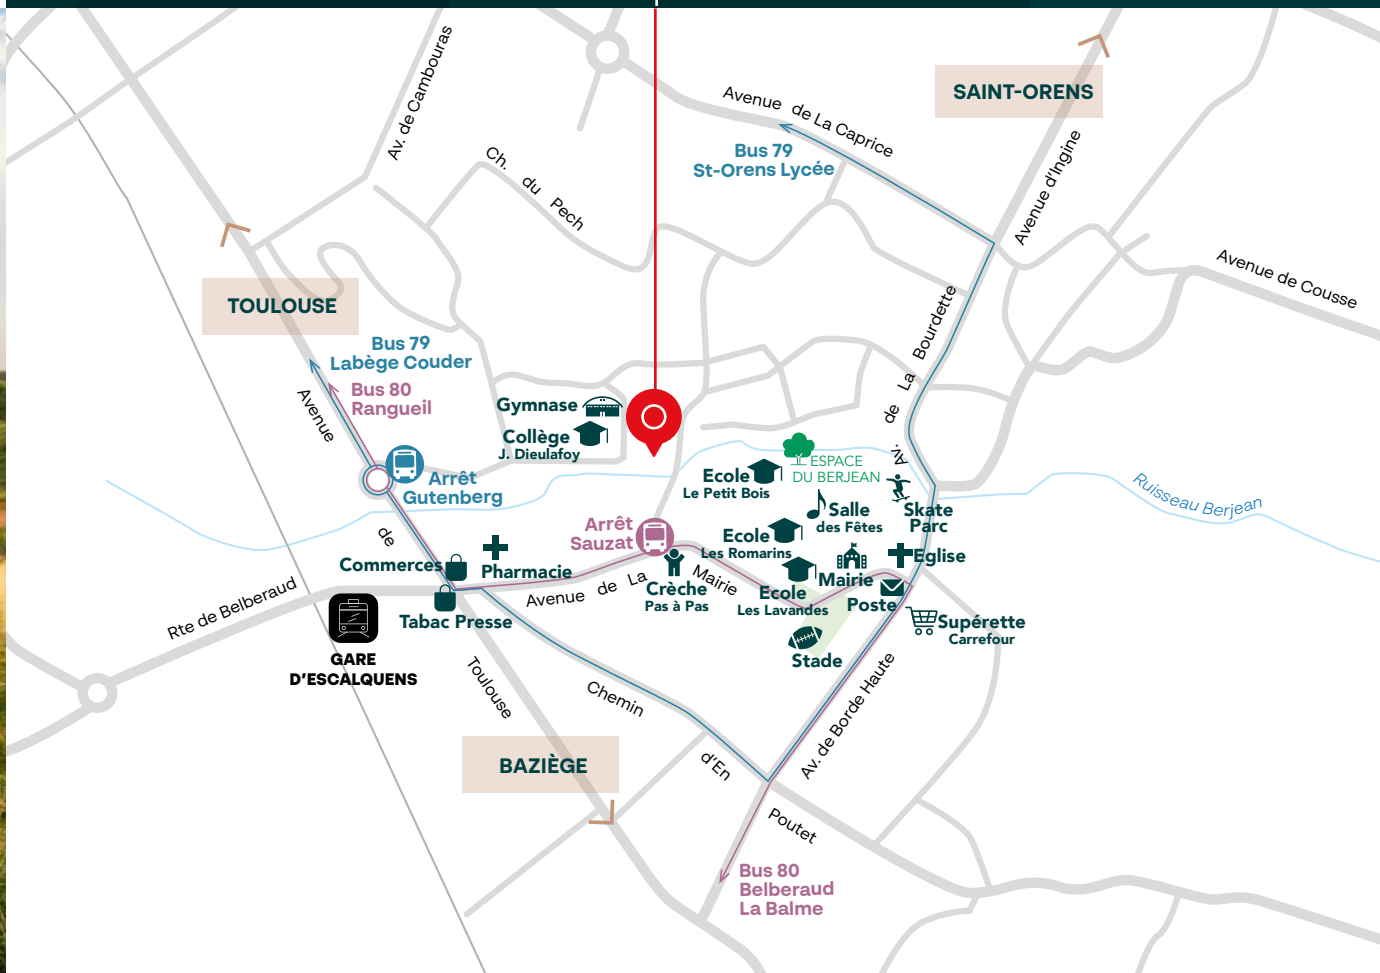 Av. de Cambouras
Avenue de La Caprice
SAINT-ORENS
Bus 79
St-Orens Lycée
Ch. du Pech
Avenue d'Ingine
Avenue de Cousse
TOULOUSE
Bus 79
Labège Couder
Bus 80
Rangueil
Avenue de Toulouse
Av. de La Bourdette
Gymnase
Collège
J. Dieulafoy
Arrêt
Gutenberg
ESPACE
DU BERJEAN
Ecole
Le Petit Bois
Ruisseau Berjean
Salle
des Fêtes
Skate
Parc
Arrêt
Sauzat
Ecole
Les Romarins
Eglise
Commerces
Pharmacie
Avenue de La Mairie
Crèche
Pas à Pas
Ecole
Les Lavandes
Mairie
Poste
Rte de Belberaud
Tabac Presse
Supérette
Carrefour
Stade
GARE
D'ESCALQUENS
Chemin d'En Poutet
Av. de Borde Haute
BAZIÈGE
Bus 80
Belberaud
La Balme